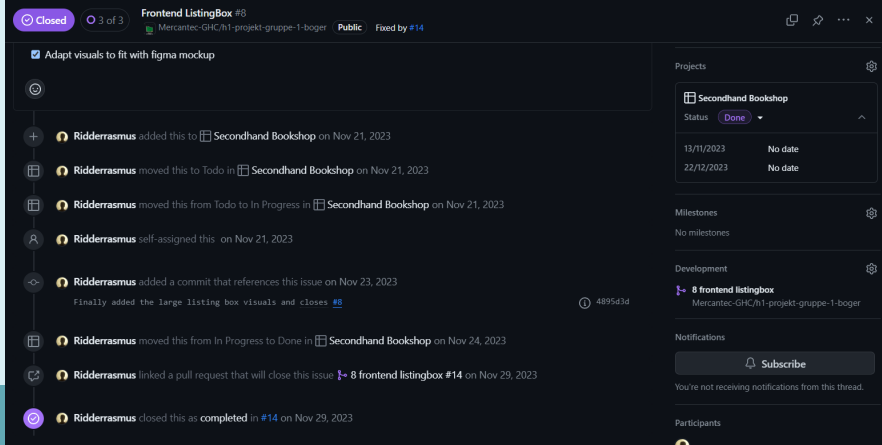 Closed
3 of 3
Frontend ListingBox #8
Mercantec-GHC/h1-projekt-gruppe-1-boger
Public
Fixed by #14
Adapt visuals to fit with figma mockup
Ridderrasmus added this to Secondhand Bookshop on Nov 21, 2023
Ridderrasmus moved this to Todo in Secondhand Bookshop on Nov 21, 2023
Ridderrasmus moved this from Todo to In Progress in Secondhand Bookshop on Nov 21, 2023
Ridderrasmus self-assigned this on Nov 21, 2023
Ridderrasmus added a commit that references this issue on Nov 23, 2023
Finally added the large listing box visuals and closes #8
4895d3d
Ridderrasmus moved this from In Progress to Done in Secondhand Bookshop on Nov 24, 2023
Ridderrasmus linked a pull request that will close this issue 8 frontend listingbox #14 on Nov 29, 2023
Ridderrasmus closed this as completed in #14 on Nov 29, 2023
Projects
Secondhand Bookshop
Status Done
13/11/2023 No date
22/12/2023 No date
Milestones
No milestones
Development
8 frontend listingbox
Mercantec-GHC/h1-projekt-gruppe-1-boger
Notifications
Subscribe
You're not receiving notifications from this thread.
Participants